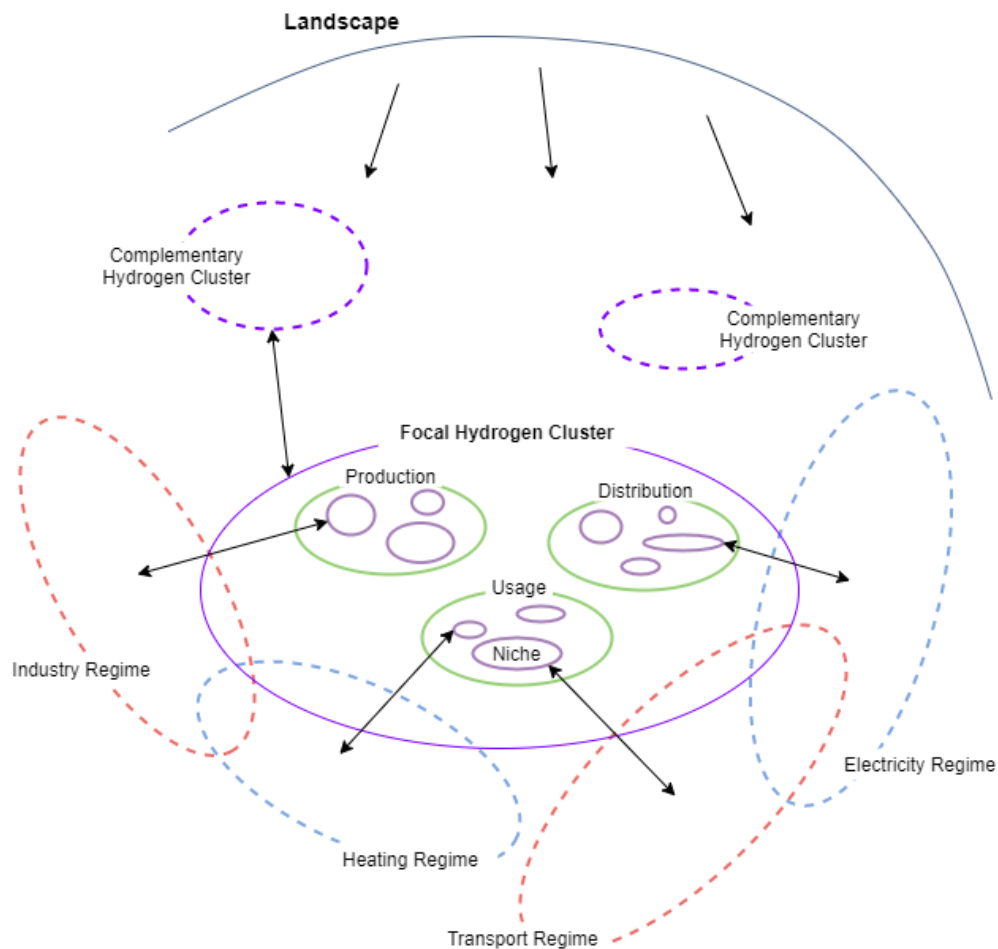 Landscape
Complementary
Hydrogen Cluster
Complementary
Hydrogen Cluster
Focal Hydrogen Cluster
Production
Distribution
Usage
Niche
Industry Regime
Electricity Regime
Heating Regime
Transport Regime